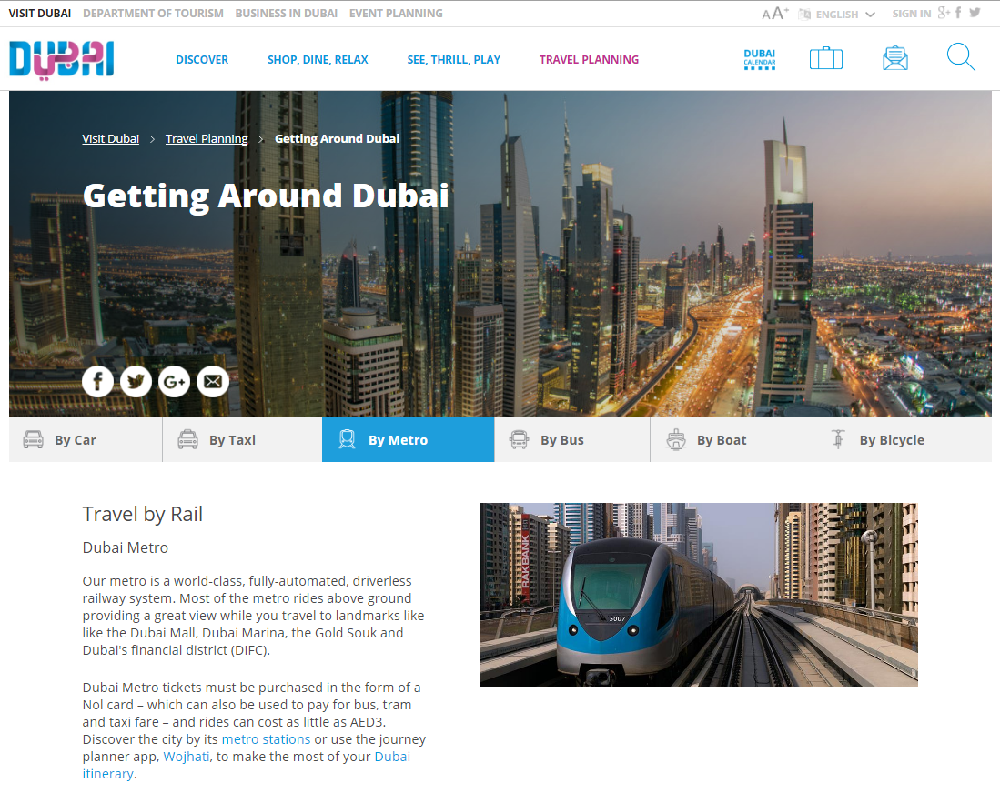 VISIT DUBAI DEPARTMENT OF TOURISM BUSINESS IN DUBAI EVENT PLANNING AA+ ENGLISH SIGN IN
DUBAI DISCOVER SHOP, DINE, RELAX SEE, THRILL, PLAY TRAVEL PLANNING DUBAI
CALENDAR
Visit Dubai > Travel Planning > Getting Around Dubai
Getting Around Dubai
By Car By Taxi By Metro By Bus By Boat By Bicycle
Travel by Rail
Dubai Metro
Our metro is a world-class, fully-automated, driverless
railway system. Most of the metro rides above ground
providing a great view while you travel to landmarks like
like the Dubai Mall, Dubai Marina, the Gold Souk and
Dubai's financial district (DIFC).
Dubai Metro tickets must be purchased in the form of a
Nol card – which can also be used to pay for bus, tram
and taxi fare – and rides can cost as little as AED3.
Discover the city by its metro stations or use the journey
planner app, Wojhati, to make the most of your Dubai
itinerary.
RAKBANK
5007